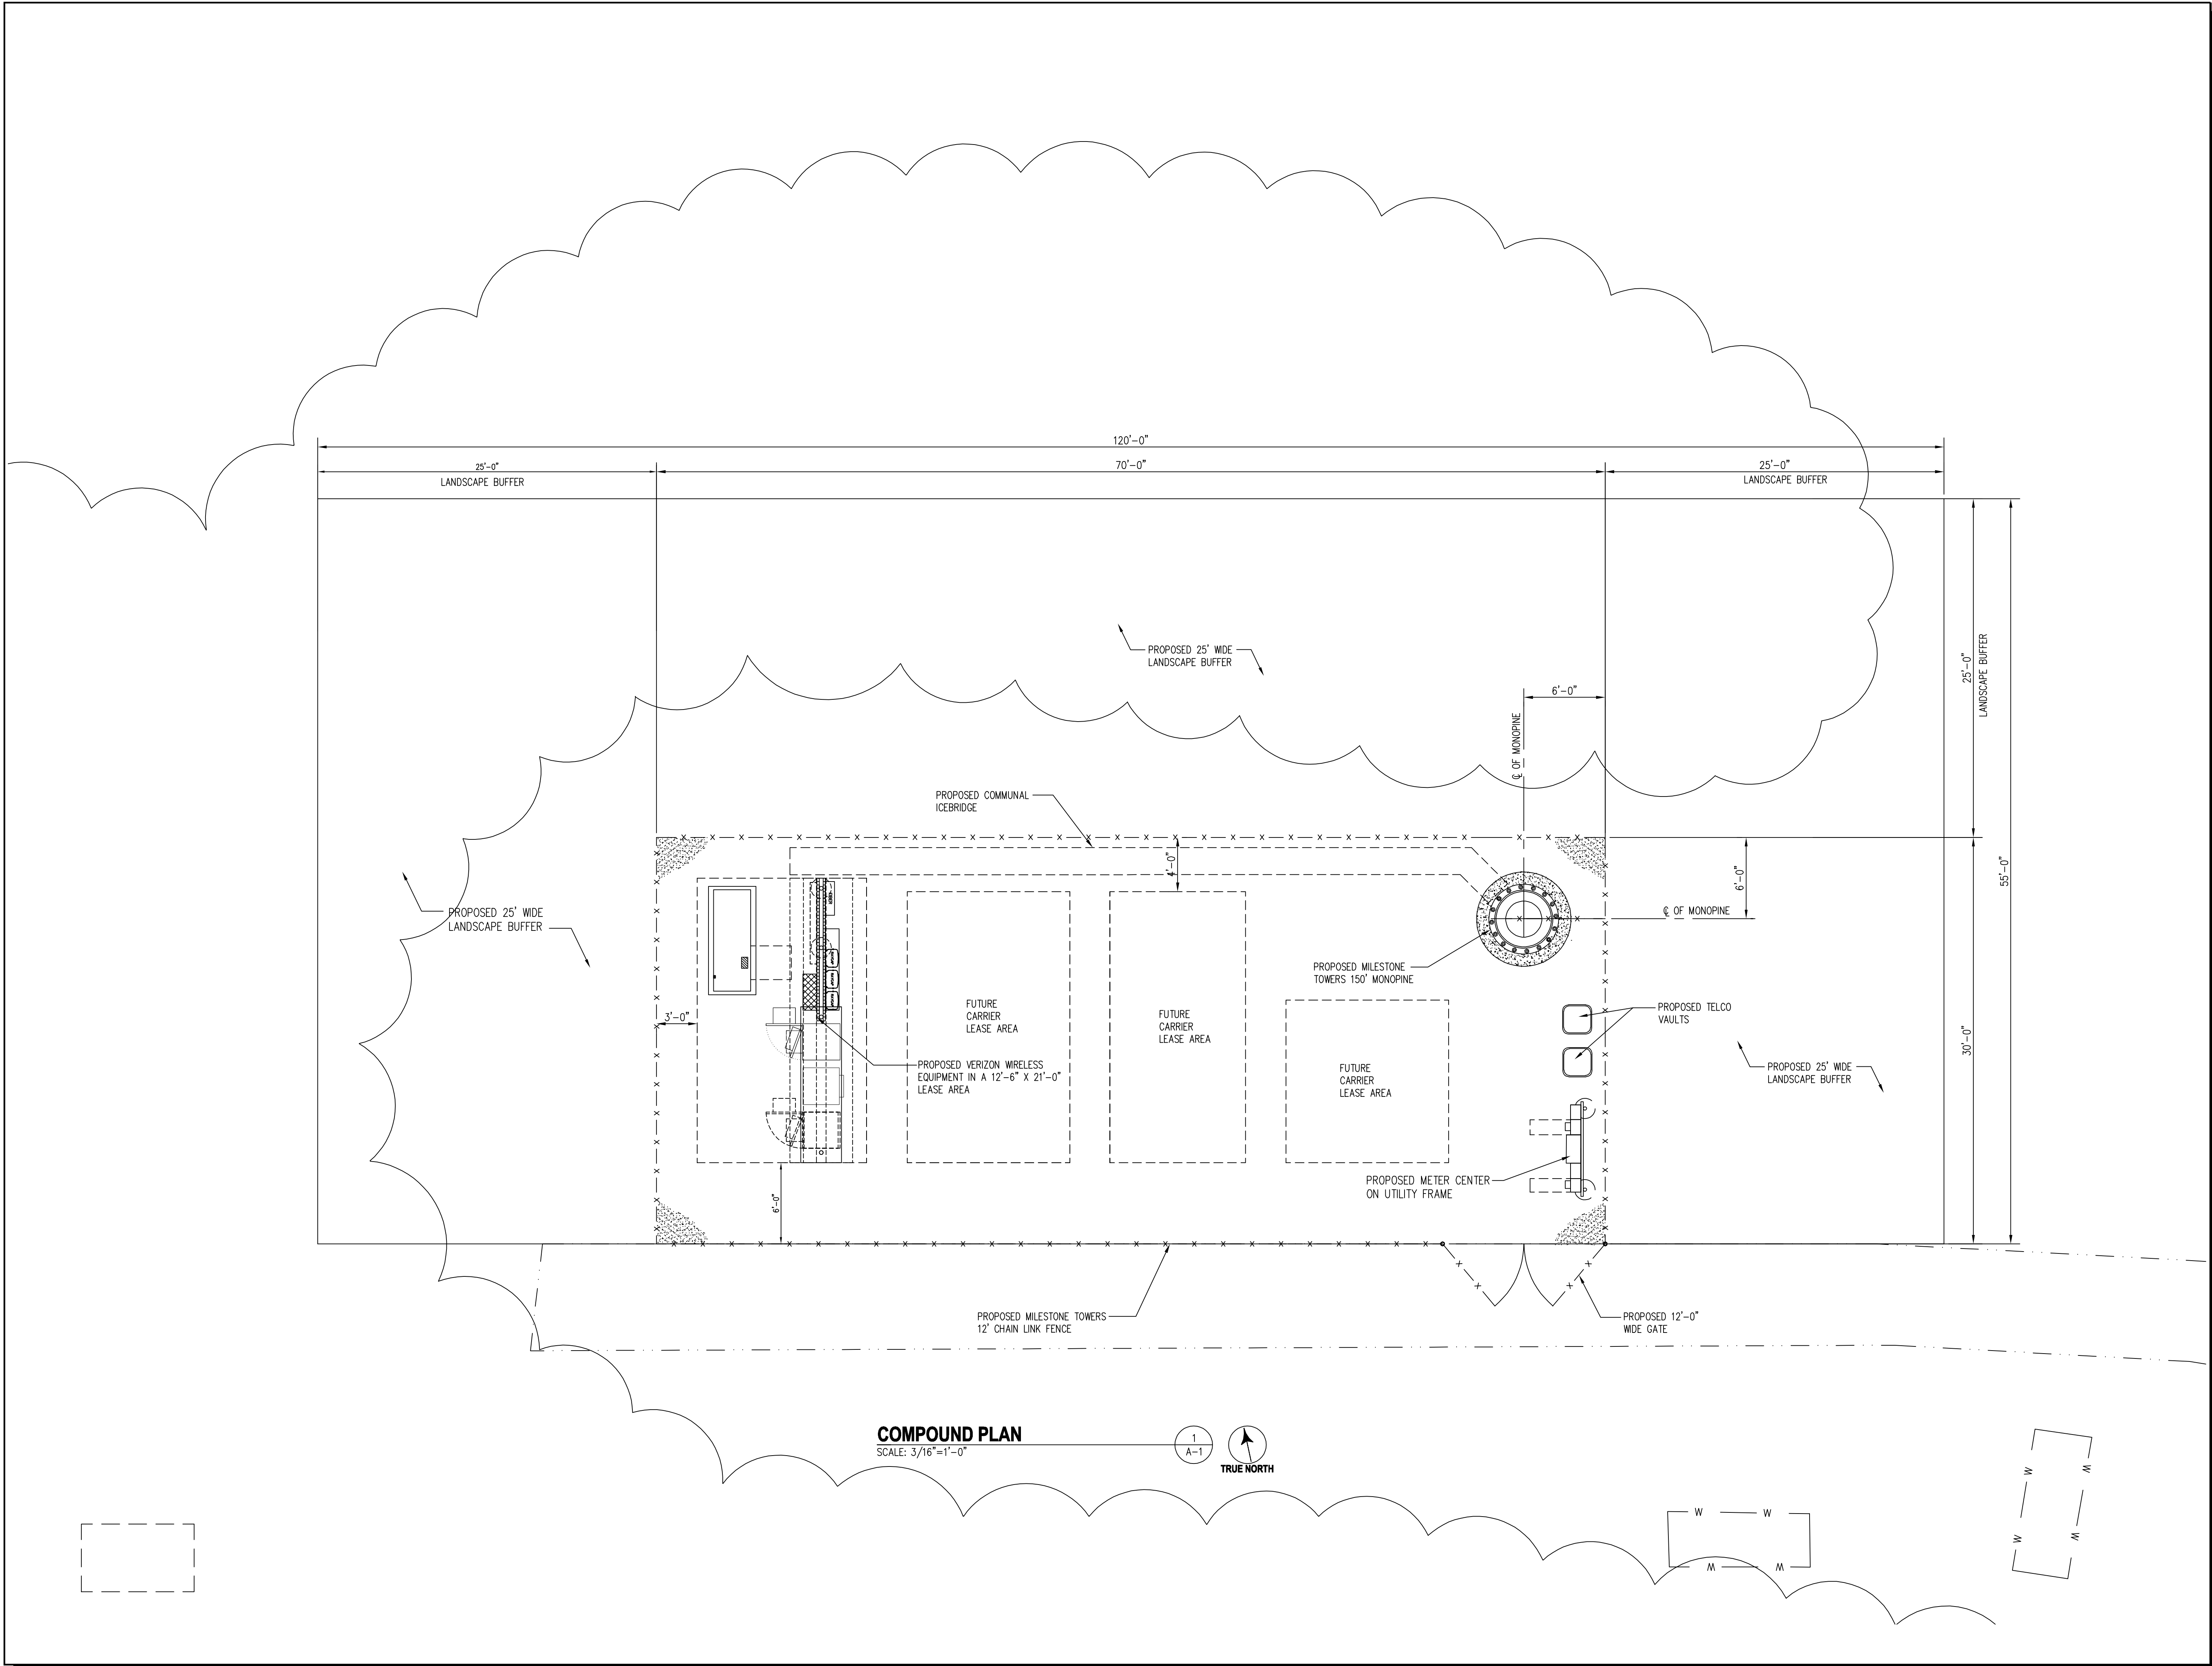 120'-0"
25'-0"
LANDSCAPE BUFFER
70'-0"
25'-0"
LANDSCAPE BUFFER
PROPOSED 25' WIDE
LANDSCAPE BUFFER
25'-0"
LANDSCAPE BUFFER
6'-0"
℄ OF MONOPINE
PROPOSED COMMUNAL
ICEBRIDGE
4'-0"
6'-0"
55'-0"
PROPOSED 25' WIDE
LANDSCAPE BUFFER
℄ OF MONOPINE
PROPOSED MILESTONE
TOWERS 150' MONOPINE
FUTURE
CARRIER
LEASE AREA
FUTURE
CARRIER
LEASE AREA
PROPOSED TELCO
VAULTS
3'-0"
30'-0"
PROPOSED VERIZON WIRELESS
EQUIPMENT IN A 12'-6" X 21'-0"
LEASE AREA
FUTURE
CARRIER
LEASE AREA
PROPOSED 25' WIDE
LANDSCAPE BUFFER
PROPOSED METER CENTER
ON UTILITY FRAME
6'-0"
PROPOSED MILESTONE TOWERS
12' CHAIN LINK FENCE
PROPOSED 12'-0"
WIDE GATE
COMPOUND PLAN
SCALE: 3/16"=1'-0"
1
A-1
TRUE NORTH
W W
W W
W W
W W